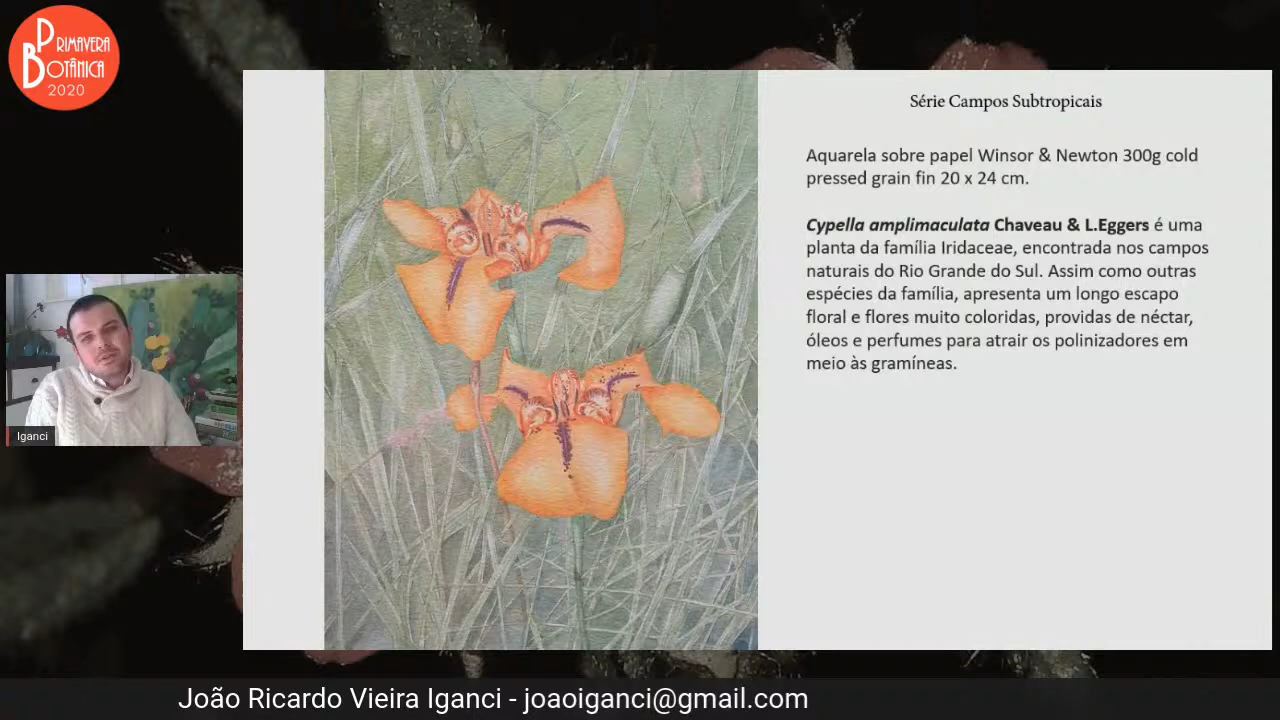 PRIMAVERA
BOTÂNICA
2020
Série Campos Subtropicais
Aquarela sobre papel Winsor & Newton 300g cold
pressed grain fin 20 x 24 cm.
Cypella amplimaculata Chaveau & L.Eggers é uma
planta da família Iridaceae, encontrada nos campos
naturais do Rio Grande do Sul. Assim como outras
espécies da família, apresenta um longo escapo
floral e flores muito coloridas, providas de néctar,
óleos e perfumes para atrair os polinizadores em
meio às gramíneas.
Iganci
João Ricardo Vieira Iganci - joaoiganci@gmail.com